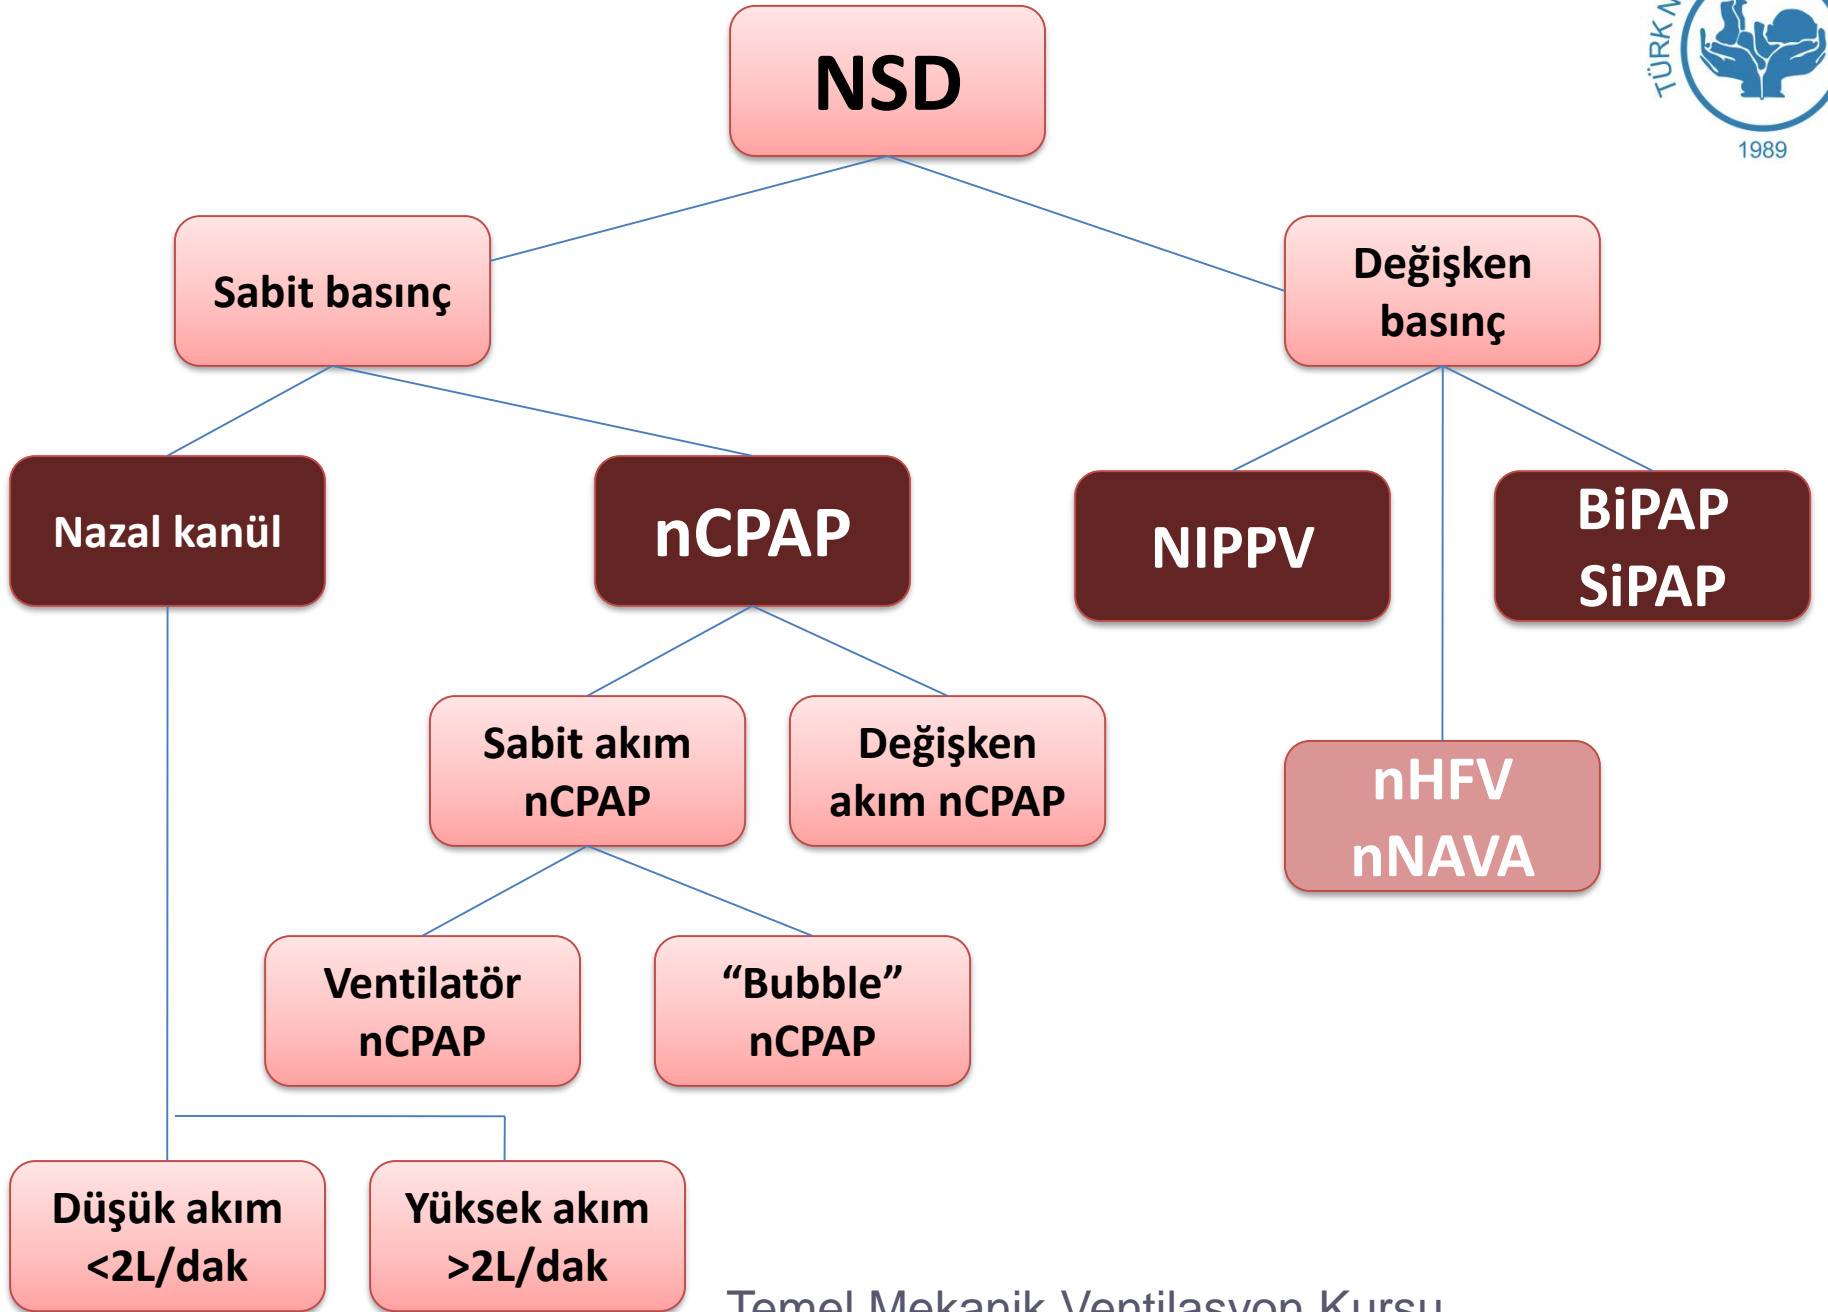 NSD
TÜRK
1989
Sabit basınç
Değişken
basınç
Nazal kanül
nCPAP
NIPPV
BiPAP
SiPAP
Sabit akım
nCPAP
Değişken
akım nCPAP
nHFV
nNAVA
Ventilatör
nCPAP
“Bubble”
nCPAP
Düşük akım
<2L/dak
Yüksek akım
>2L/dak
Temel Mekanik Ventilasyon Kursu